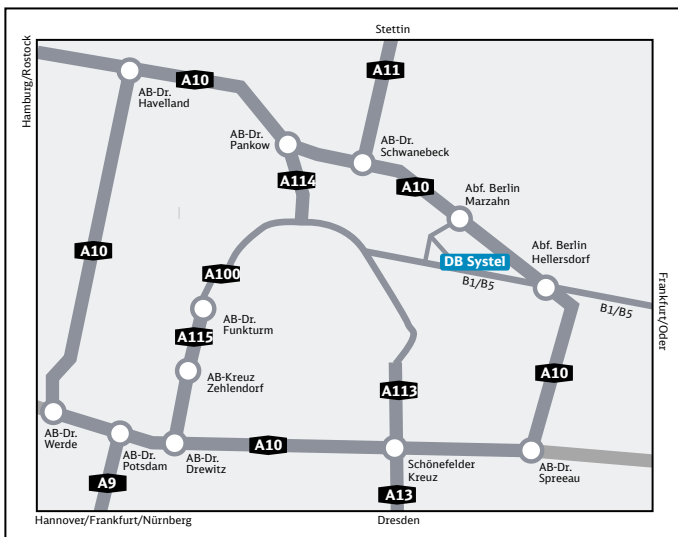 Stettin
Hamburg/Rostock
A10
A11
AB-Dr.
Havelland
AB-Dr.
Pankow
AB-Dr.
Schwanebeck
A114
A10
Abf. Berlin
Marzahn
A10
Abf. Berlin
Hellersdorf
DB Systel
A100
B1/B5
B1/B5
Frankfurt/Oder
AB-Dr.
Funkturm
A115
AB-Kreuz
Zehlendorf
A113
A10
AB-Dr.
Werde
AB-Dr.
Potsdam
AB-Dr.
Drewitz
A10
Schönefelder
Kreuz
AB-Dr.
Spreeau
A9
A13
Hannover/Frankfurt/Nürnberg
Dresden